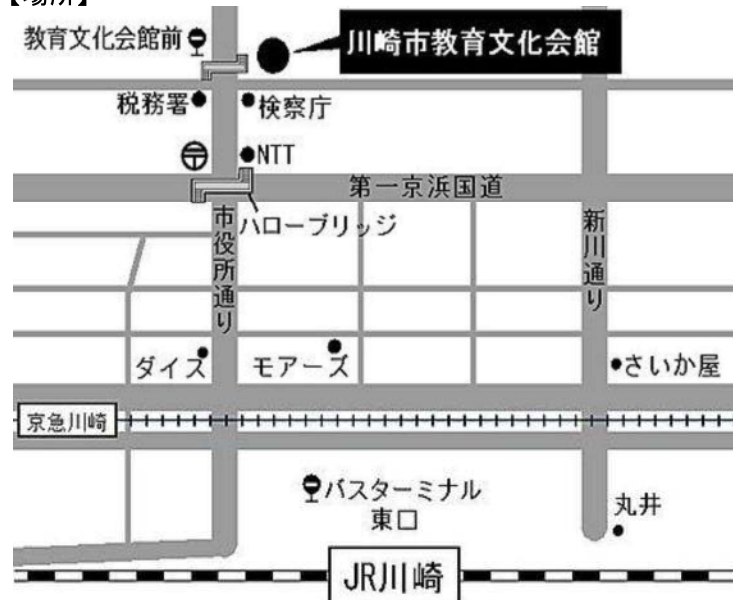 【場所】
教育文化会館前
川崎市教育文化会館
税務署
検察庁
NTT
第一京浜国道
ハローブリッジ
市役所通り
新川通り
ダイス
モアーズ
さいか屋
京急川崎
バスターミナル
東口
丸井
JR川崎